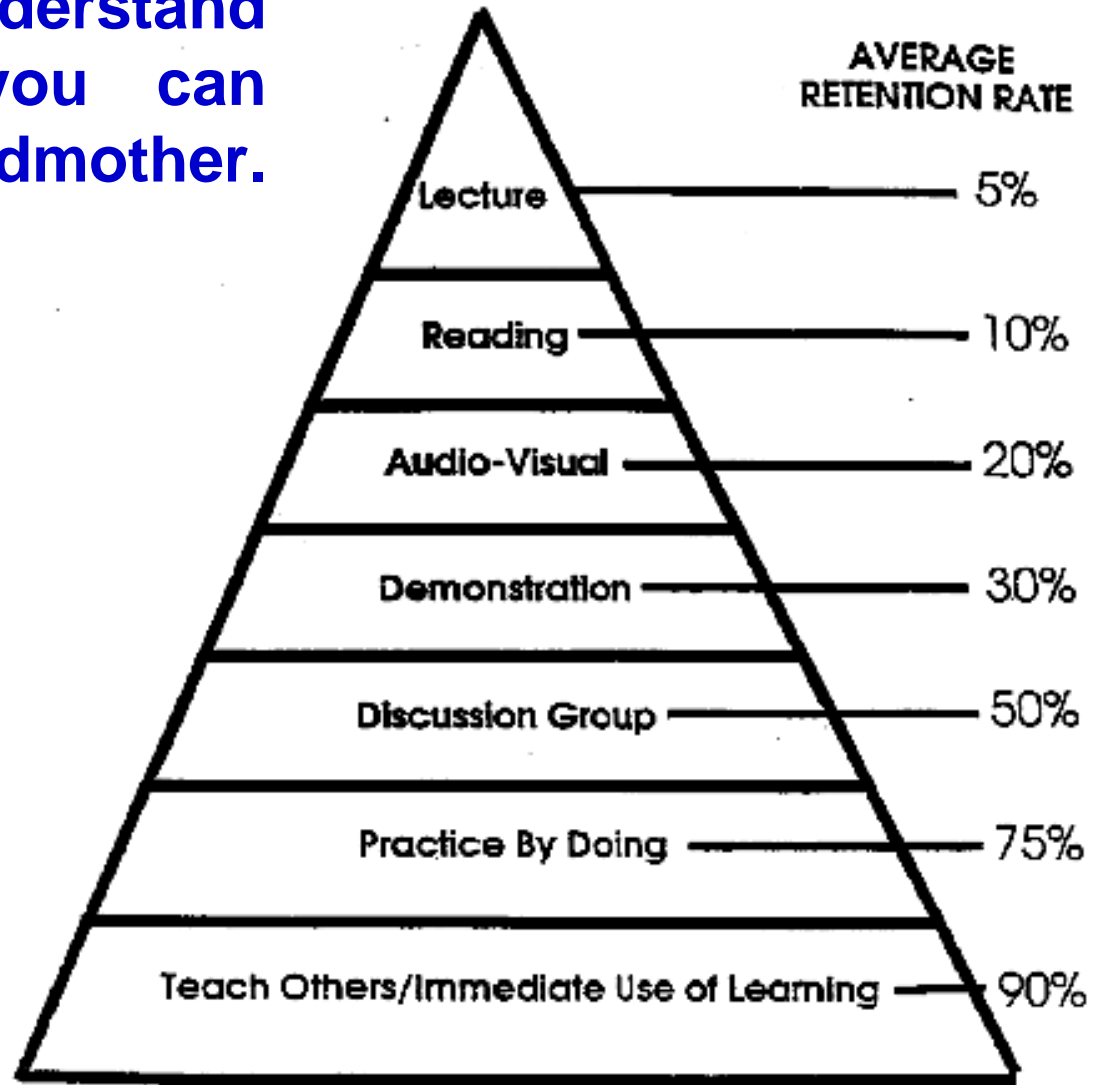 you can
dmother.
AVERAGE
RETENTION RATE
Lecture 5%
Reading 10%
Audio-Visual 20%
Demonstration 30%
Discussion Group 50%
Practice By Doing 75%
Teach Others/Immediate Use of Learning 90%